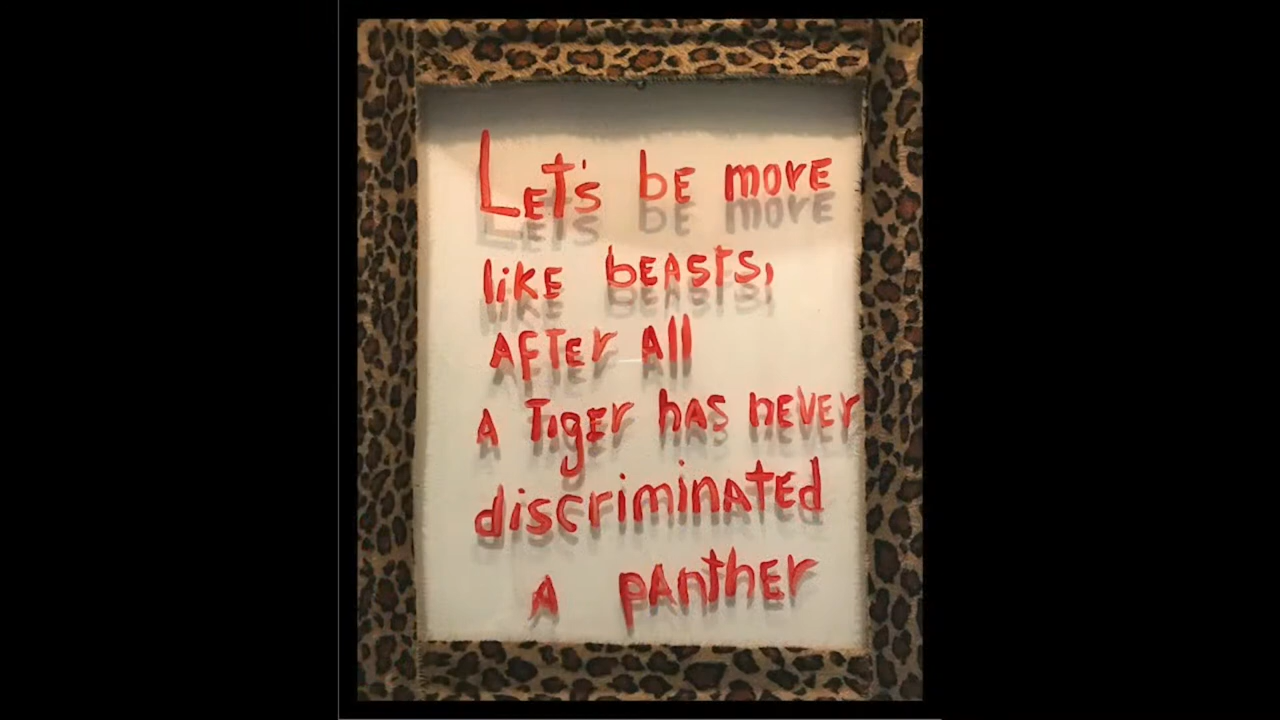 LET's bE morE
likE bEAsTs,
AFTEr All
A TigEr hAs nEVEr
discriminATEd
A pAnthEr